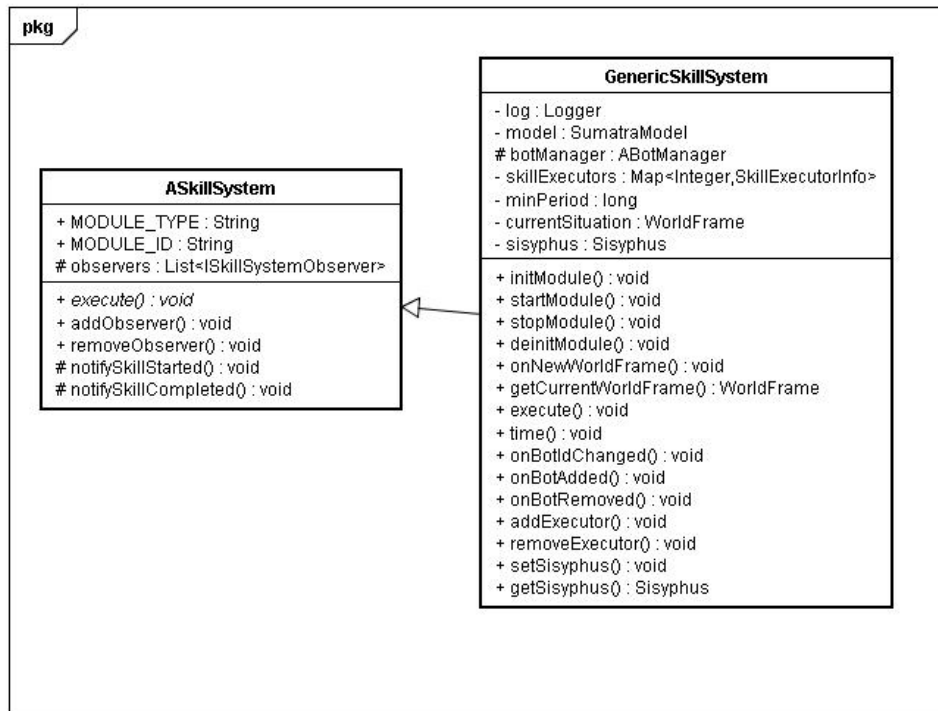 pkg
ASkillSystem
+ MODULE_TYPE : String
+ MODULE_ID : String
# observers : List<ISkillSystemObserver>
+ execute() : void
+ addObserver() : void
+ removeObserver() : void
# notifySkillStarted() : void
# notifySkillCompleted() : void
GenericSkillSystem
- log : Logger
- model : SumatraModel
# botManager : ABotManager
- skillExecutors : Map<Integer,SkillExecutorInfo>
- minPeriod : long
- currentSituation : WorldFrame
- sisyphus : Sisyphus
+ initModule() : void
+ startModule() : void
+ stopModule() : void
+ deinitModule() : void
+ onNewWorldFrame() : void
+ getCurrentWorldFrame() : WorldFrame
+ execute() : void
+ time() : void
+ onBotIdChanged() : void
+ onBotAdded() : void
+ onBotRemoved() : void
+ addExecutor() : void
+ removeExecutor() : void
+ setSisyphus() : void
+ getSisyphus() : Sisyphus